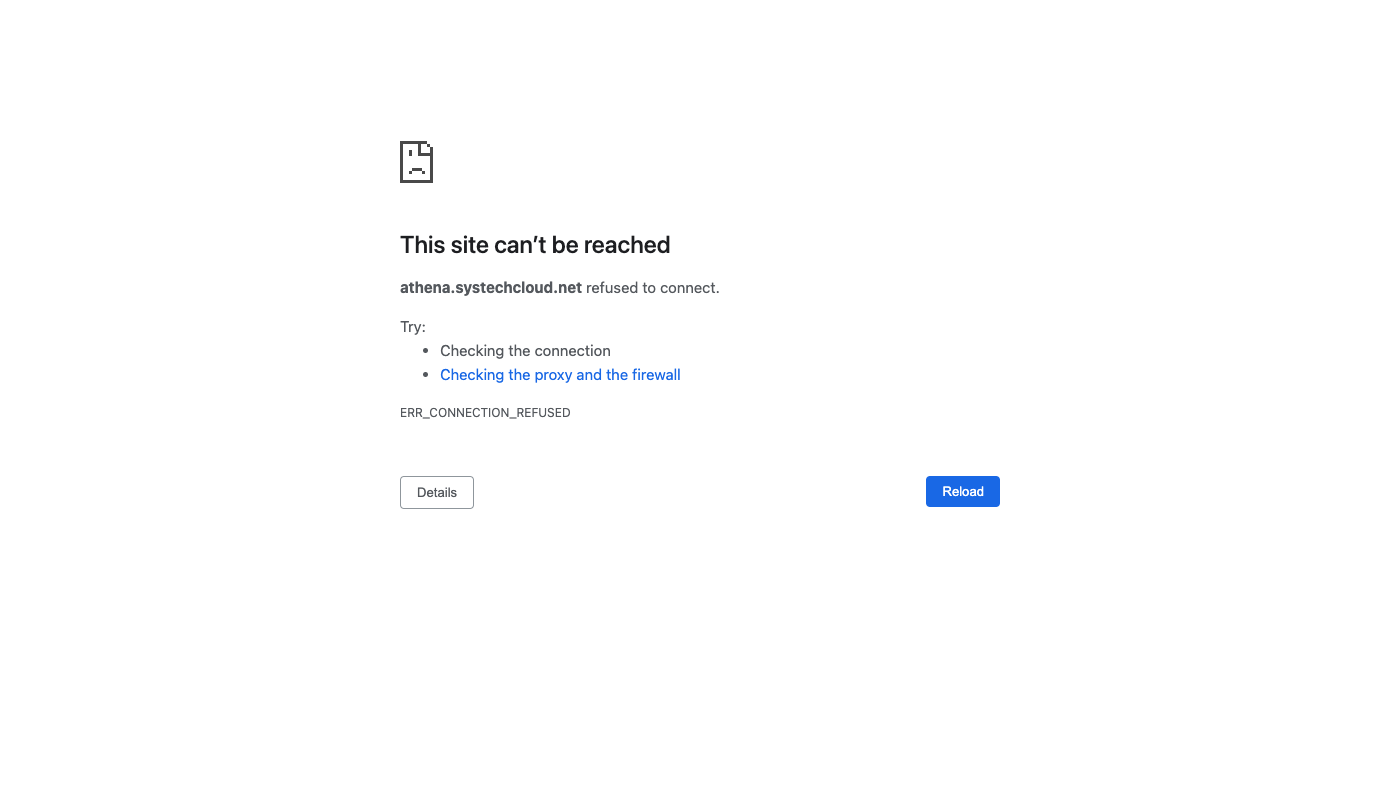 This site can’t be reached
athena.systechcloud.net refused to connect.
Try:
Checking the connection
Checking the proxy and the firewall
ERR_CONNECTION_REFUSED
Details
Reload